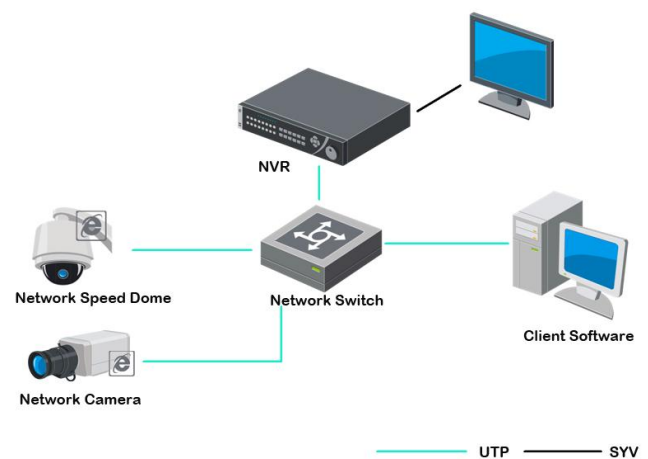 NVR
Network Speed Dome
Network Switch
Client Software
Network Camera
UTP
SYV